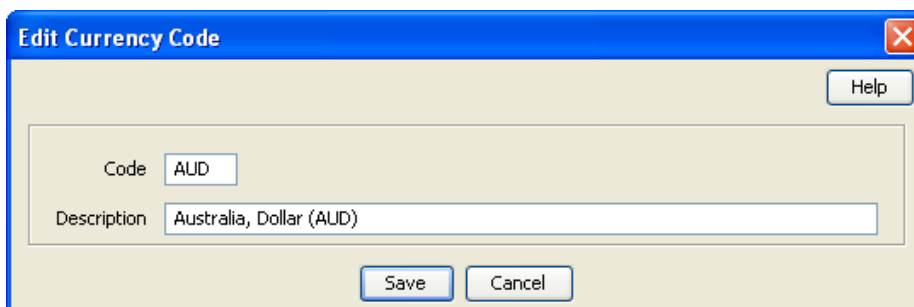 Edit Currency Code
Help
Code AUD
Description Australia, Dollar (AUD)
Save Cancel